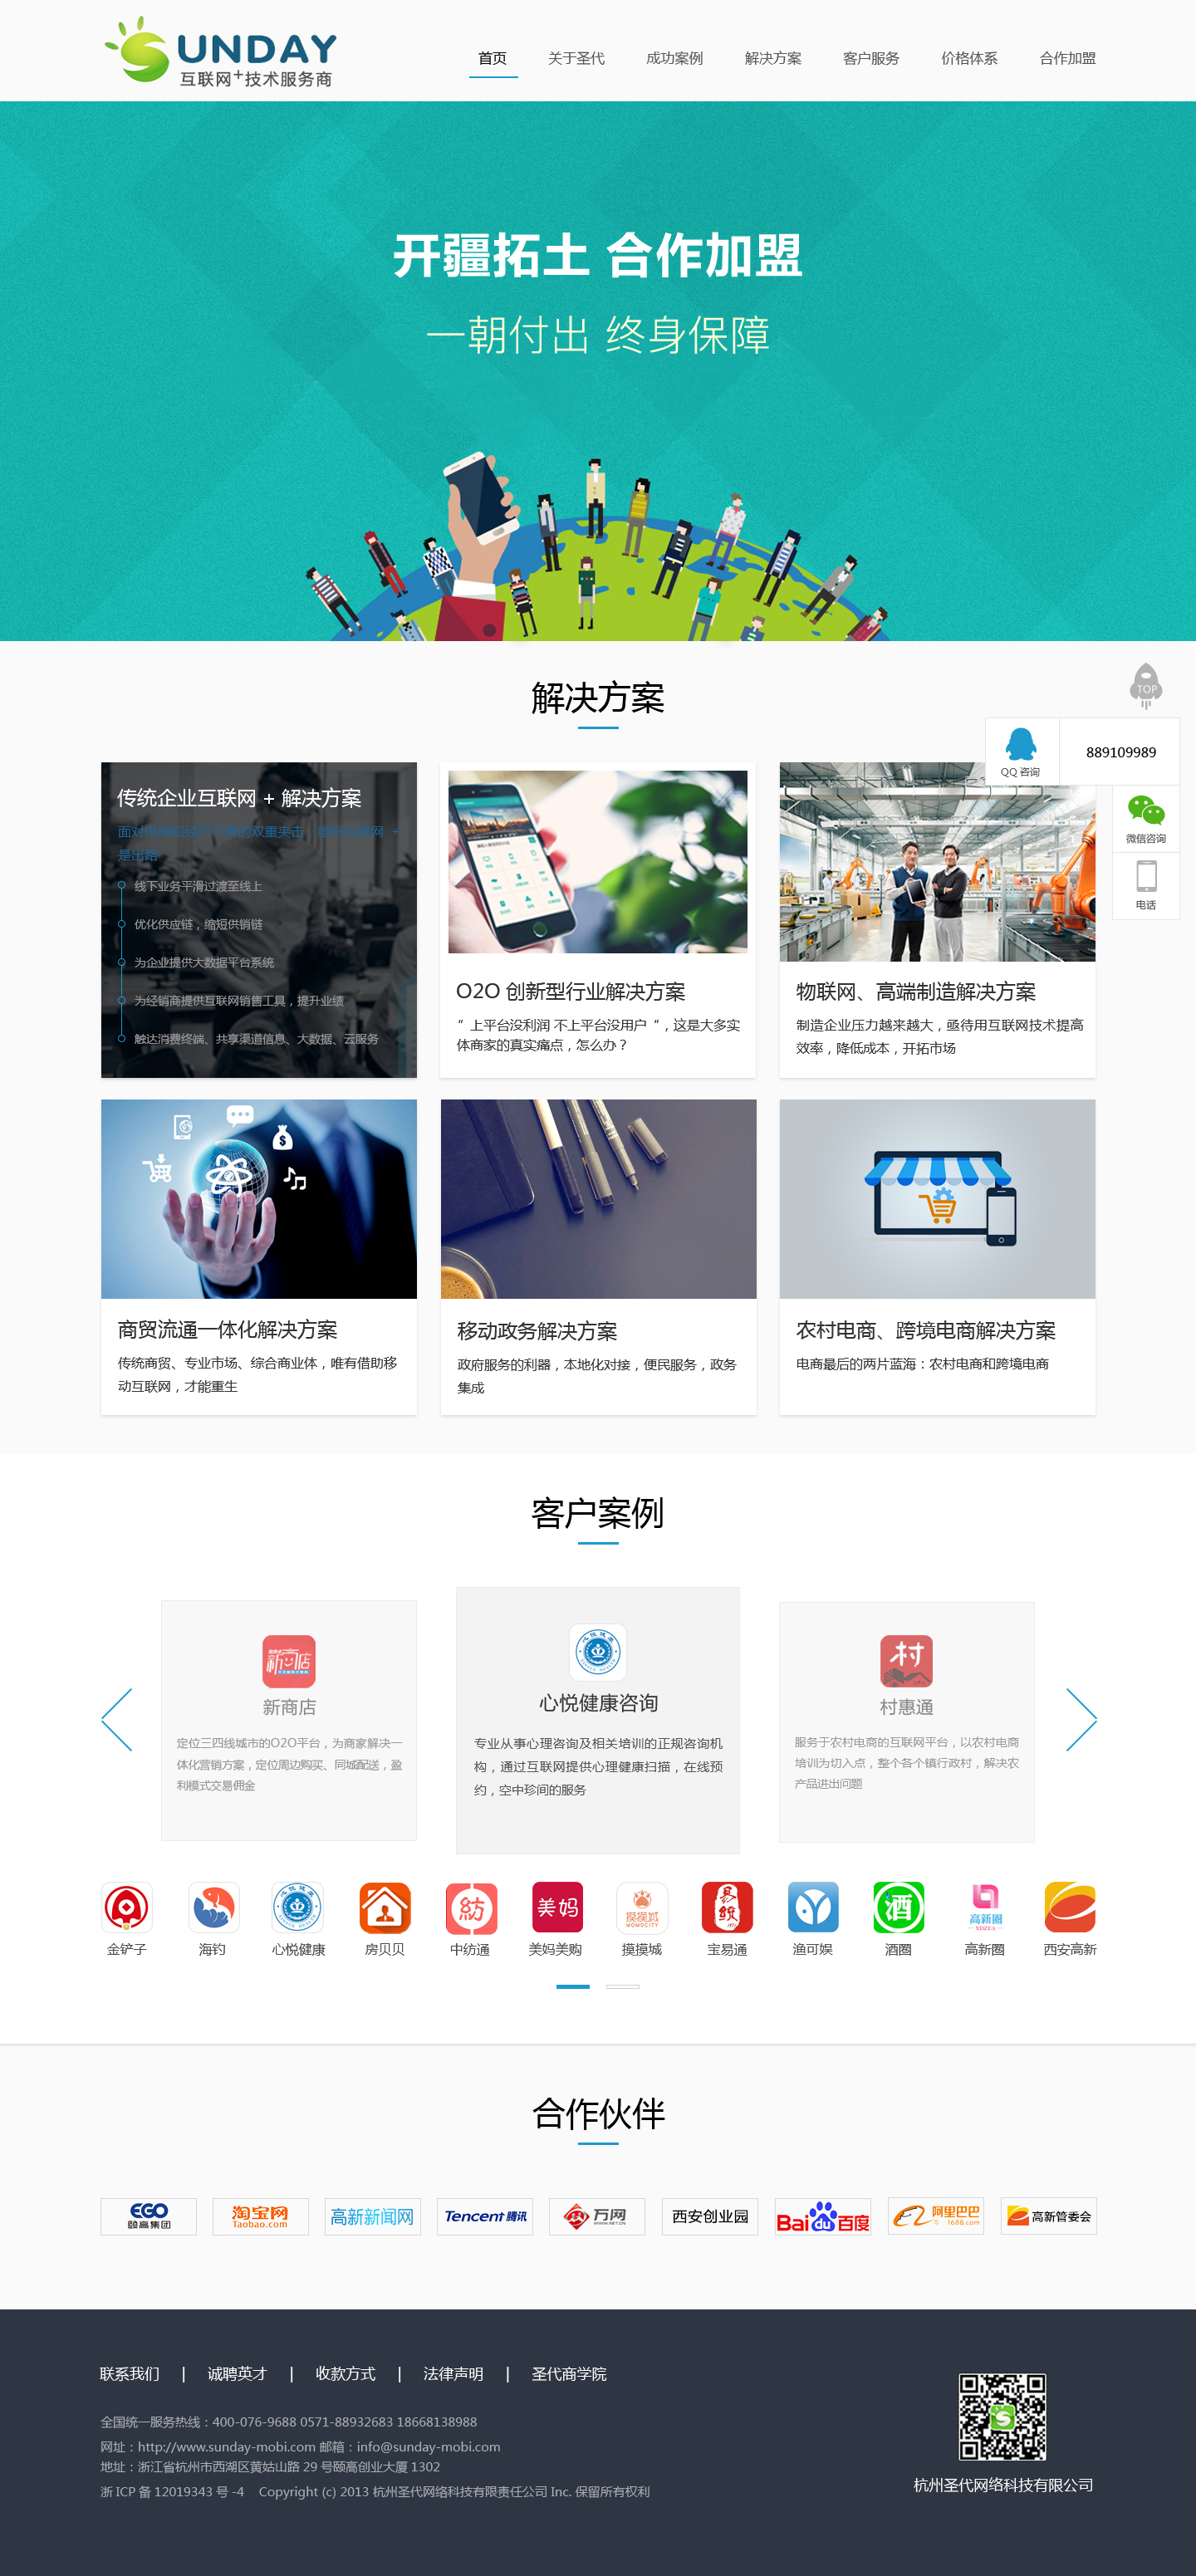 SUNDAY
互联网+技术服务商
首页 关于圣代 成功案例 解决方案 客户服务 价格体系 合作加盟
开疆拓土 合作加盟
一朝付出 终身保障
解决方案
TOP
QQ 咨询
889109989
微信咨询
电话
传统企业互联网 + 解决方案
是出路
线下业务平滑过渡至线上
优化供应链，缩短供销链
为企业提供大数据平台系统
为经销商提供互联网销售工具，提升业绩
触达消费终端、共享渠道信息、大数据、云服务
O2O 创新型行业解决方案
“ 上平台没利润 不上平台没用户 “，这是大多实
体商家的真实痛点，怎么办？
物联网、高端制造解决方案
制造企业压力越来越大，亟待用互联网技术提高
效率，降低成本，开拓市场
商贸流通一体化解决方案
传统商贸、专业市场、综合商业体，唯有借助移
动互联网，才能重生
移动政务解决方案
政府服务的利器，本地化对接，便民服务，政务
集成
农村电商、跨境电商解决方案
电商最后的两片蓝海：农村电商和跨境电商
客户案例
新商店
定位三四线城市的O2O平台，为商家解决一
体化营销方案，定位周边购买、同城配送，盈
利模式交易佣金
心悦健康
心悦健康咨询
专业从事心理咨询及相关培训的正规咨询机
构，通过互联网提供心理健康扫描，在线预
约，空中珍间的服务
村
村惠通
服务于农村电商的互联网平台，以农村电商
培训为切入点，整个各个镇行政村，解决农
产品进出问题
紡 美妈 摸摸城 MOMOCITY 酒 高新圈
金铲子 海钓 心悦健康 房贝贝 中纺通 美妈美购 摸摸城 宝易通 渔可娱 酒圈 高新圈 西安高新
合作伙伴
EGO 颐高集团
淘宝网 Taobao.com
高新新闻网
Tencent 腾讯
万网 WWW.NET.CN
西安创业园
Bai du 百度
阿里巴巴 1688.com
高新管委会
联系我们 | 诚聘英才 | 收款方式 | 法律声明 | 圣代商学院
全国统一服务热线：400-076-9688 0571-88932683 18668138988
网址：http://www.sunday-mobi.com 邮箱：info@sunday-mobi.com
地址：浙江省杭州市西湖区黄姑山路 29 号颐高创业大厦 1302
浙 ICP 备 12019343 号 -4 Copyright (c) 2013 杭州圣代网络科技有限责任公司 Inc. 保留所有权利
杭州圣代网络科技有限公司